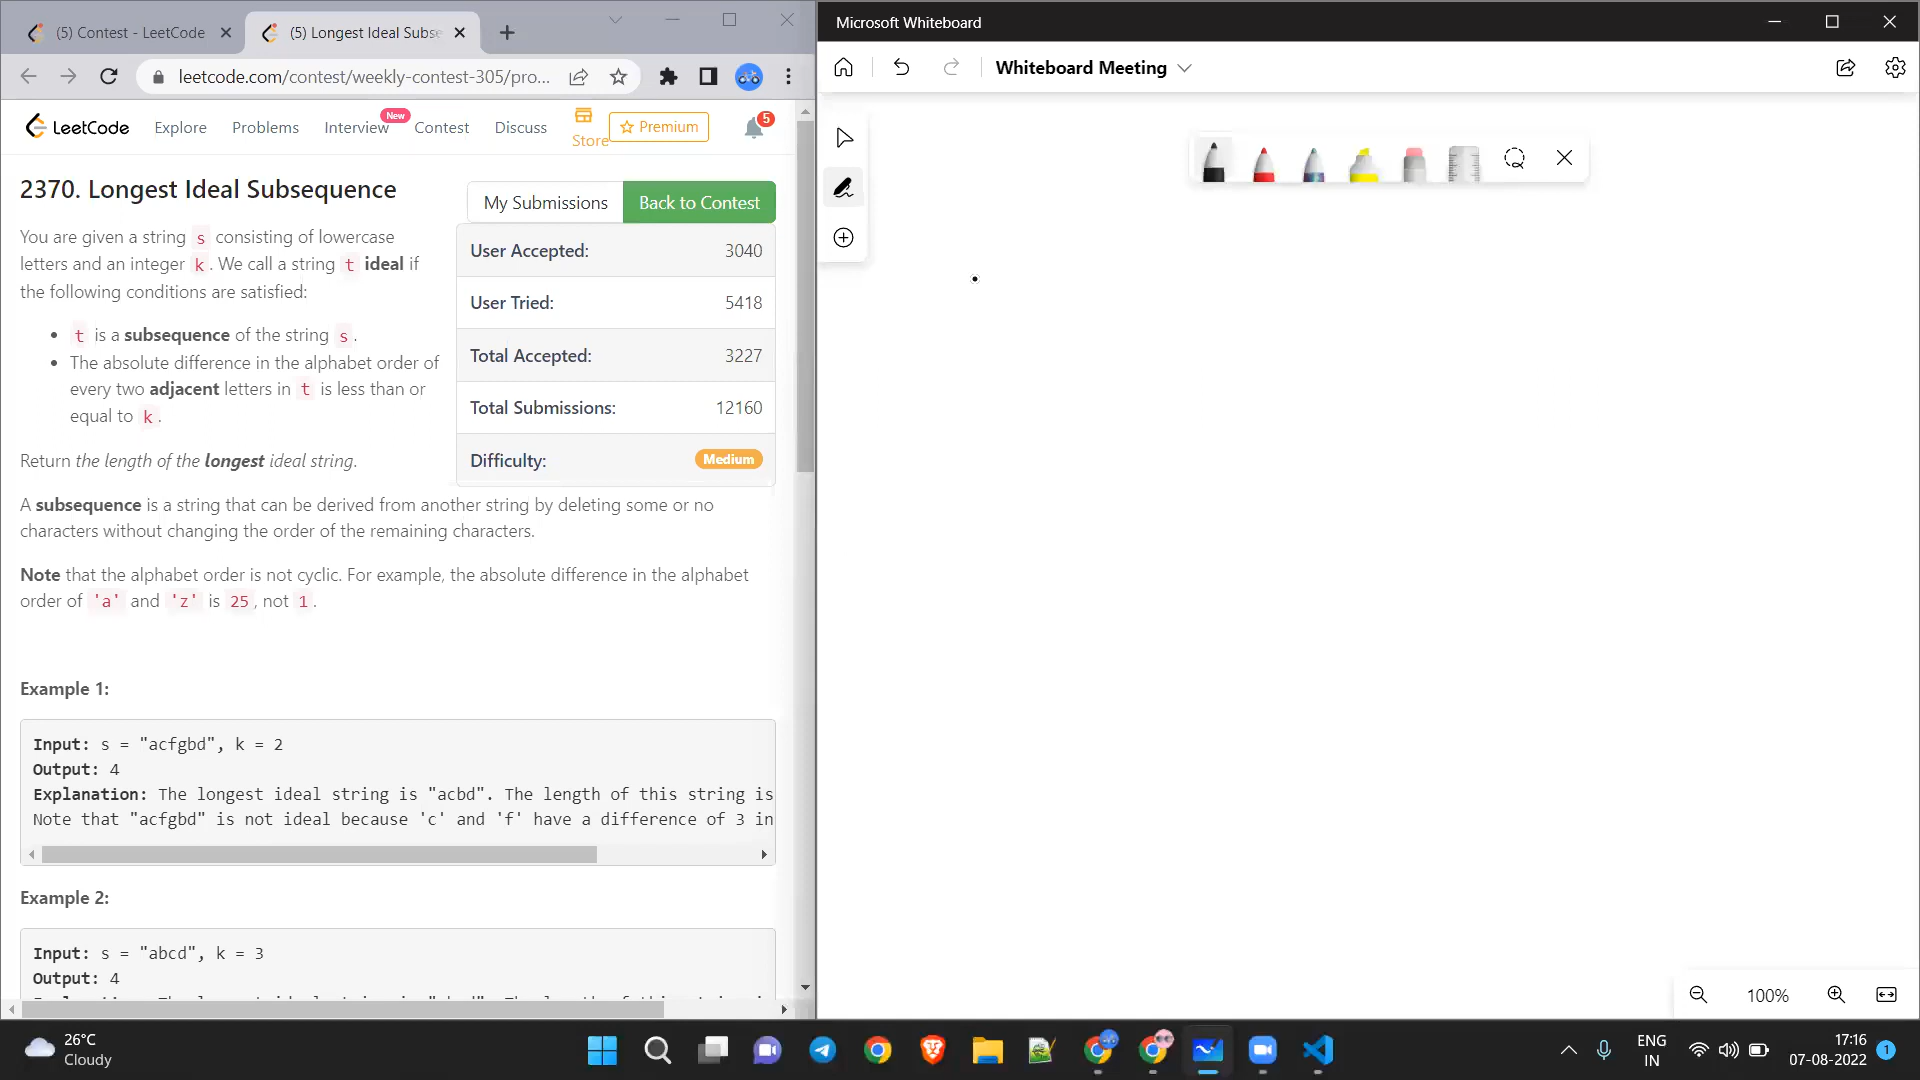 (5) Contest - LeetCode
(5) Longest Ideal Subse
leetcode.com/contest/weekly-contest-305/pro...
LeetCode
Explore
Problems
Interview
New
Contest
Discuss
Store
Premium
5
2370. Longest Ideal Subsequence
My Submissions
Back to Contest
You are given a string s consisting of lowercase
letters and an integer k. We call a string t ideal if
the following conditions are satisfied:
• t is a subsequence of the string s.
• The absolute difference in the alphabet order of
every two adjacent letters in t is less than or
equal to k.
Return the length of the longest ideal string.
User Accepted: 3040
User Tried: 5418
Total Accepted: 3227
Total Submissions: 12160
Difficulty: Medium
A subsequence is a string that can be derived from another string by deleting some or no
characters without changing the order of the remaining characters.
Note that the alphabet order is not cyclic. For example, the absolute difference in the alphabet
order of 'a' and 'z' is 25, not 1.
Example 1:
Input: s = "acfgbd", k = 2
Output: 4
Explanation: The longest ideal string is "acbd". The length of this string is
Note that "acfgbd" is not ideal because 'c' and 'f' have a difference of 3 in
Example 2:
Input: s = "abcd", k = 3
Output: 4
Microsoft Whiteboard
Whiteboard Meeting
100%
26°C
Cloudy
ENG
IN
17:16
07-08-2022
1